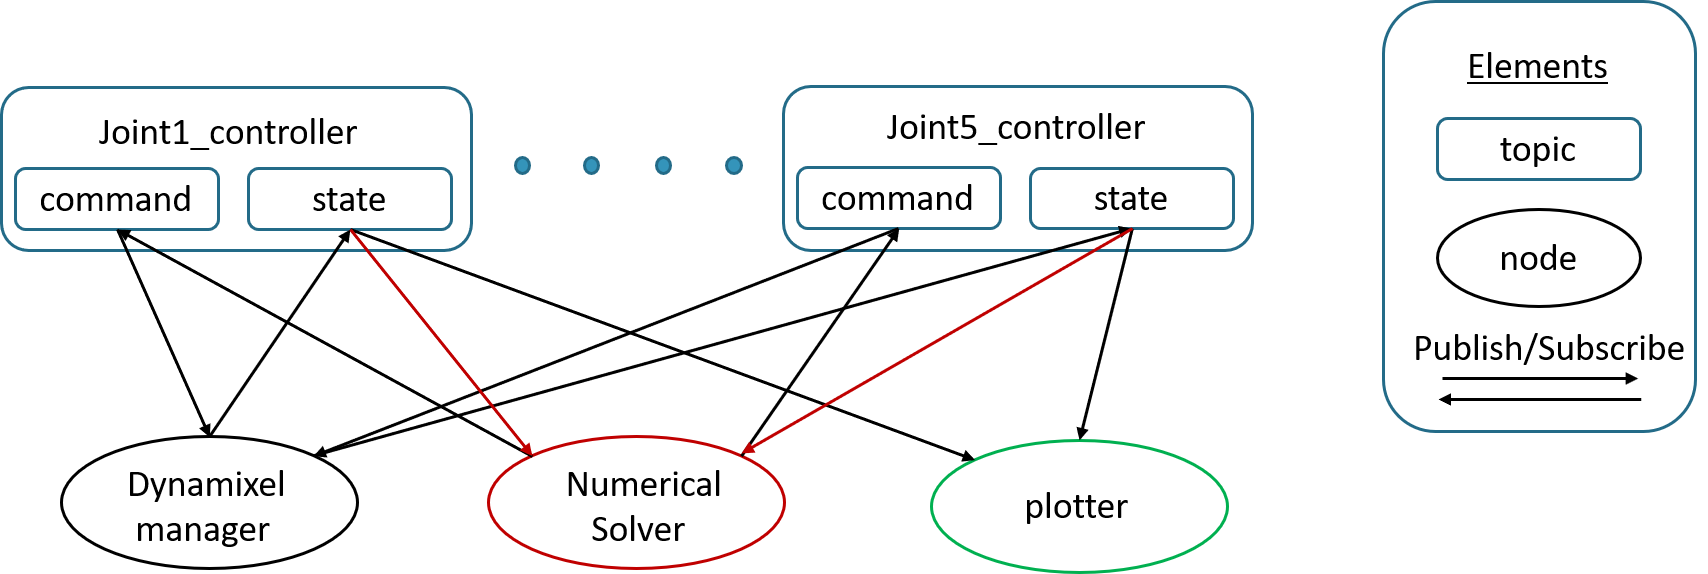 Joint1_controller
command
state
Joint5_controller
command
state
Dynamixel
manager
Numerical
Solver
plotter
Elements
topic
node
Publish/Subscribe